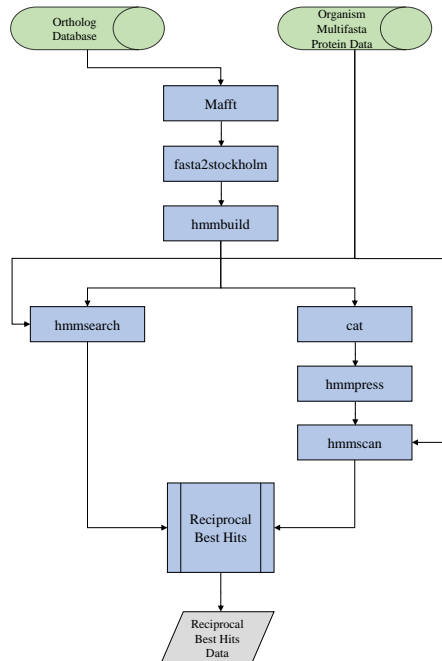 Ortholog
Database
Organism
Multifasta
Protein Data
Mafft
fasta2stockholm
hmmbuild
hmmsearch
cat
hmmpress
hmmscan
Reciprocal
Best Hits
Reciprocal
Best Hits
Data